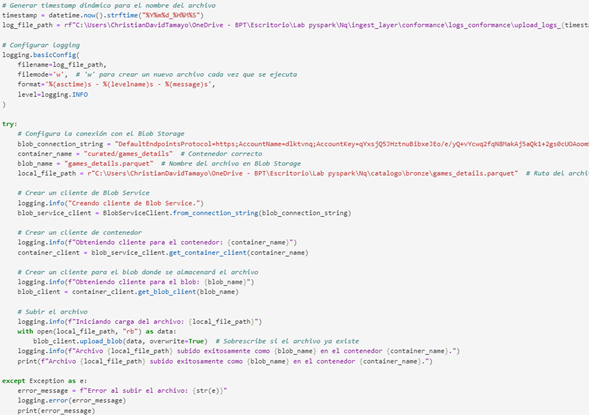 # Generar timestamp dinámico para el nombre del archivo
timestamp = datetime.now().strftime("%Y%m%d_%H%M%S")
log_file_path = rf"C:\Users\ChristianDavidTamayo\OneDrive - BPT\Escritorio\Lab pyspark\Nq\ingest_layer\conformance\logs_conformance\upload_logs_{timest
# Configurar logging
logging.basicConfig(
filename=log_file_path,
filemode='w', # 'w' para crear un nuevo archivo cada vez que se ejecuta
format='%(asctime)s - %(levelname)s - %(message)s',
level=logging.INFO
)
try:
# Configura la conexión con el Blob Storage
blob_connection_string = "DefaultEndpointsProtocol=https;AccountName=dlktvnq;AccountKey=
container_name = "curated/games_details" # Contenedor correcto
blob_name = "games_details.parquet" # Nombre del archivo en Blob Storage
local_file_path = r"C:\Users\ChristianDavidTamayo\OneDrive - BPT\Escritorio\Lab pyspark\Nq\catalogo\bronze\games_details.parquet" # Ruta del archiv
# Crear un cliente de Blob Service
logging.info("Creando cliente de Blob Service.")
blob_service_client = BlobServiceClient.from_connection_string(blob_connection_string)
# Crear un cliente de contenedor
logging.info(f"Obteniendo cliente para el contenedor: {container_name}")
container_client = blob_service_client.get_container_client(container_name)
# Crear un cliente para el blob donde se almacenará el archivo
logging.info(f"Obteniendo cliente para el blob: {blob_name}")
blob_client = container_client.get_blob_client(blob_name)
# Subir el archivo
logging.info(f"Iniciando carga del archivo: {local_file_path}")
with open(local_file_path, "rb") as data:
blob_client.upload_blob(data, overwrite=True) # Sobrescribe si el archivo ya existe
logging.info(f"Archivo {local_file_path} subido exitosamente como {blob_name} en el contenedor {container_name}.")
print(f"Archivo {local_file_path} subido exitosamente como {blob_name} en el contenedor {container_name}.")
except Exception as e:
error_message = f"Error al subir el archivo: {str(e)}"
logging.error(error_message)
print(error_message)